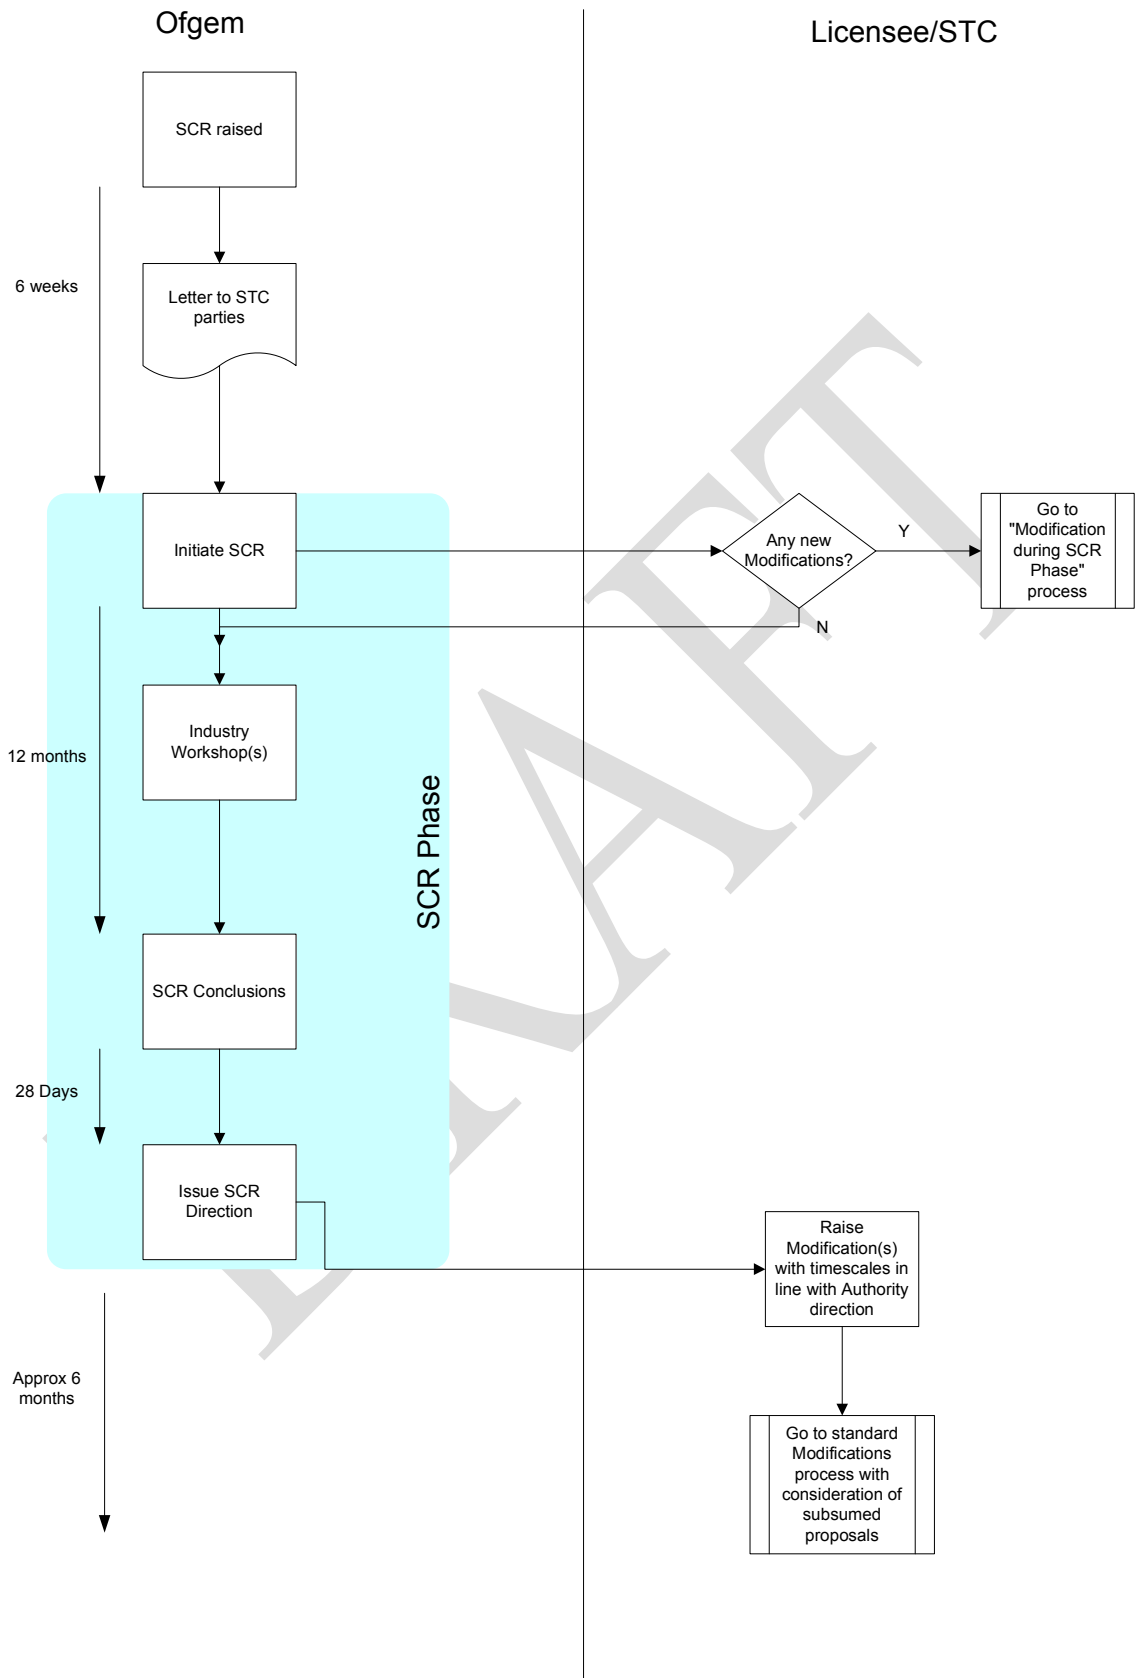 Ofgem
Licensee/STC
SCR raised
6 weeks
Letter to STC
parties
Initiate SCR
Any new
Modifications?
Y
Go to
"Modification
during SCR
Phase"
process
N
Industry
Workshop(s)
12 months
SCR Phase
SCR Conclusions
28 Days
Issue SCR
Direction
Raise
Modification(s)
with timescales in
line with Authority
direction
Approx 6
months
Go to standard
Modifications
process with
consideration of
subsumed
proposals
DRAFT